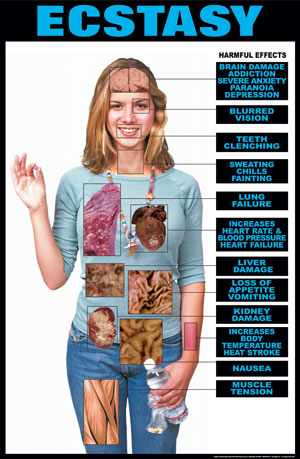 ECSTASY
HARMFUL EFFECTS
BRAIN DAMAGE
ADDICTION
SEVERE ANXIETY
PARANOIA
DEPRESSION
BLURRED
VISION
TEETH
CLENCHING
SWEATING
CHILLS
FAINTING
LUNG
FAILURE
INCREASES
HEART RATE &
BLOOD PRESSURE
HEART FAILURE
LIVER
DAMAGE
LOSS OF
APPETITE
VOMITING
KIDNEY
DAMAGE
INCREASES
BODY
TEMPERATURE
HEAT STROKE
NAUSEA
MUSCLE
TENSION